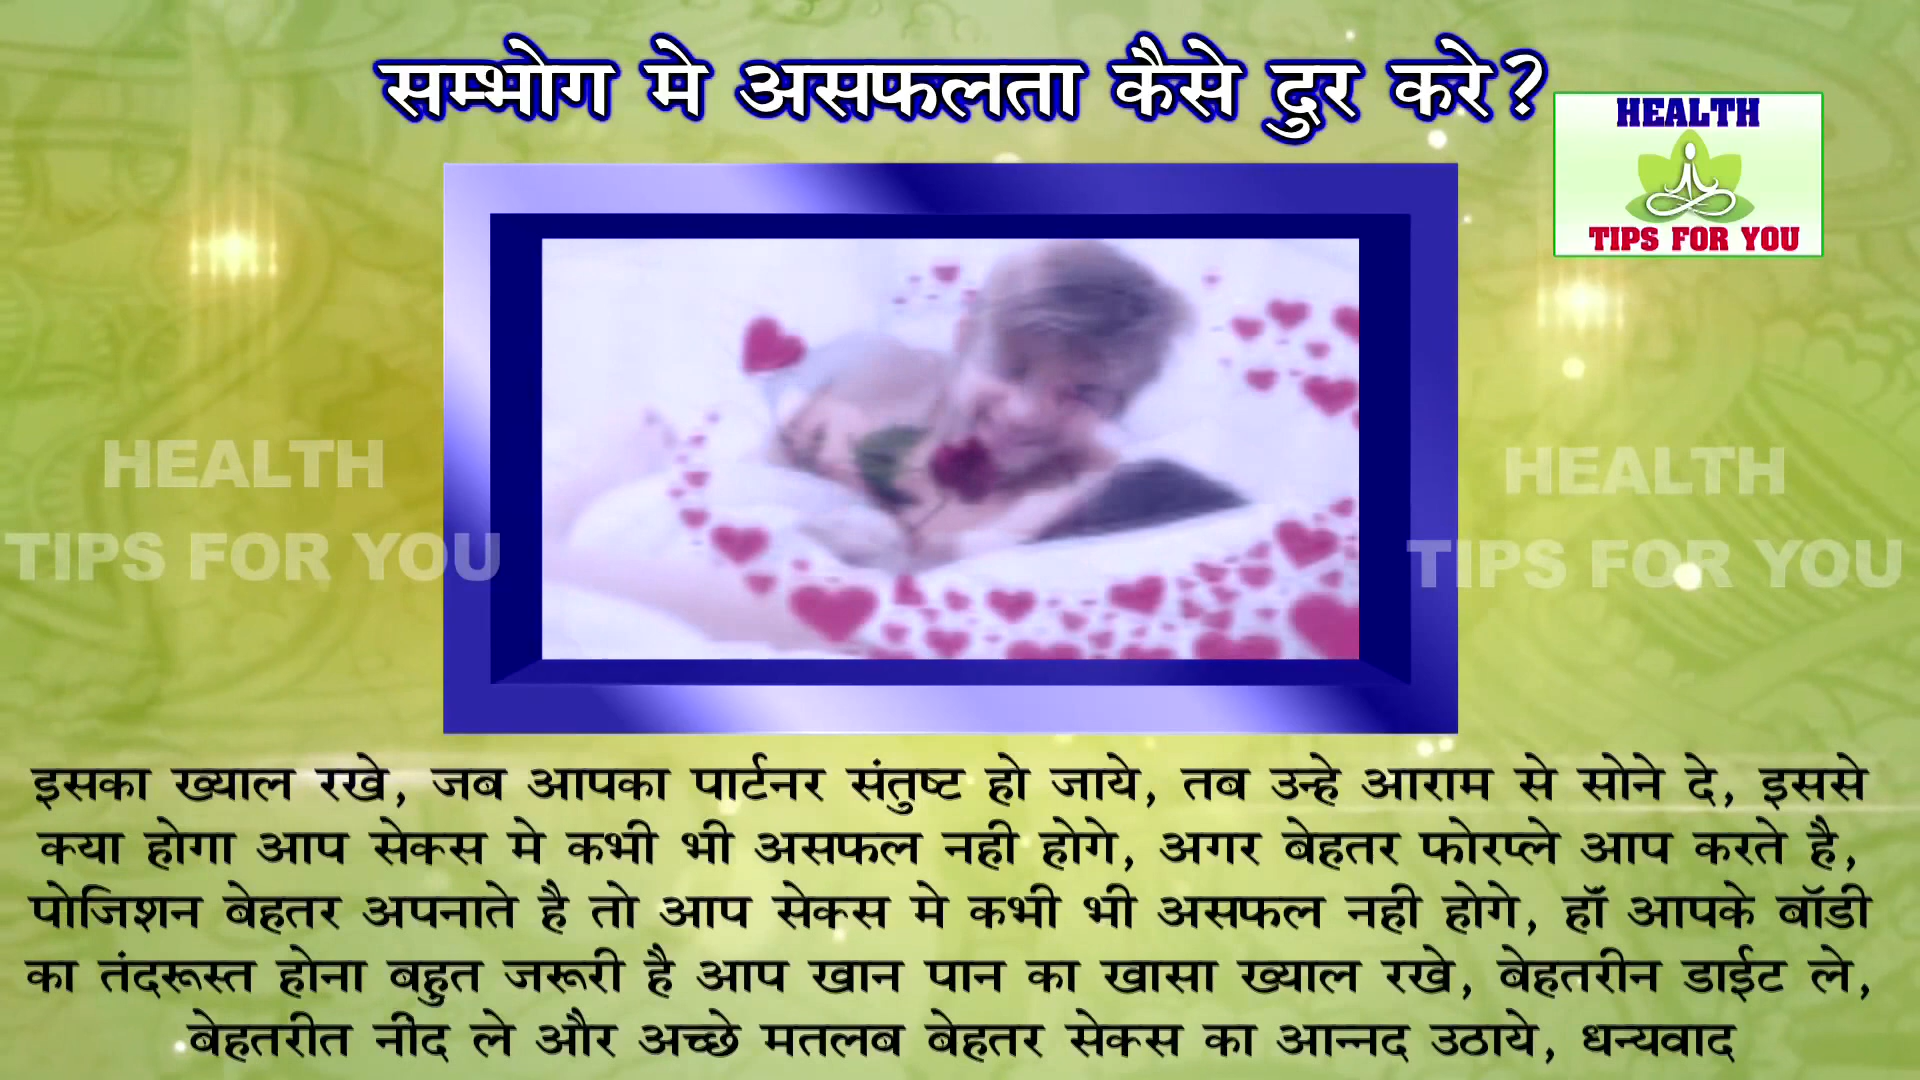 सम्भोग मे असफलता कैसे दुर करे?
HEALTH
TIPS FOR YOU
HEALTH
TIPS FOR YOU
HEALTH
TIPS FOR YOU
इसका ख्याल रखे, जब आपका पार्टनर संतुष्ट हो जाये, तब उन्हे आराम से सोने दे, इससे
क्या होगा आप सेक्स मे कभी भी असफल नही होगे, अगर बेहतर फोरप्ले आप करते है,
पोजिशन बेहतर अपनाते है तो आप सेक्स मे कभी भी असफल नही होगे, हॉं आपके बॉडी
का तंदरूस्त होना बहुत जरूरी है आप खान पान का खासा ख्याल रखे, बेहतरीन डाईट ले,
बेहतरीत नींद ले और अच्छे मतलब बेहतर सेक्स का आन्नद उठाये, धन्यवाद